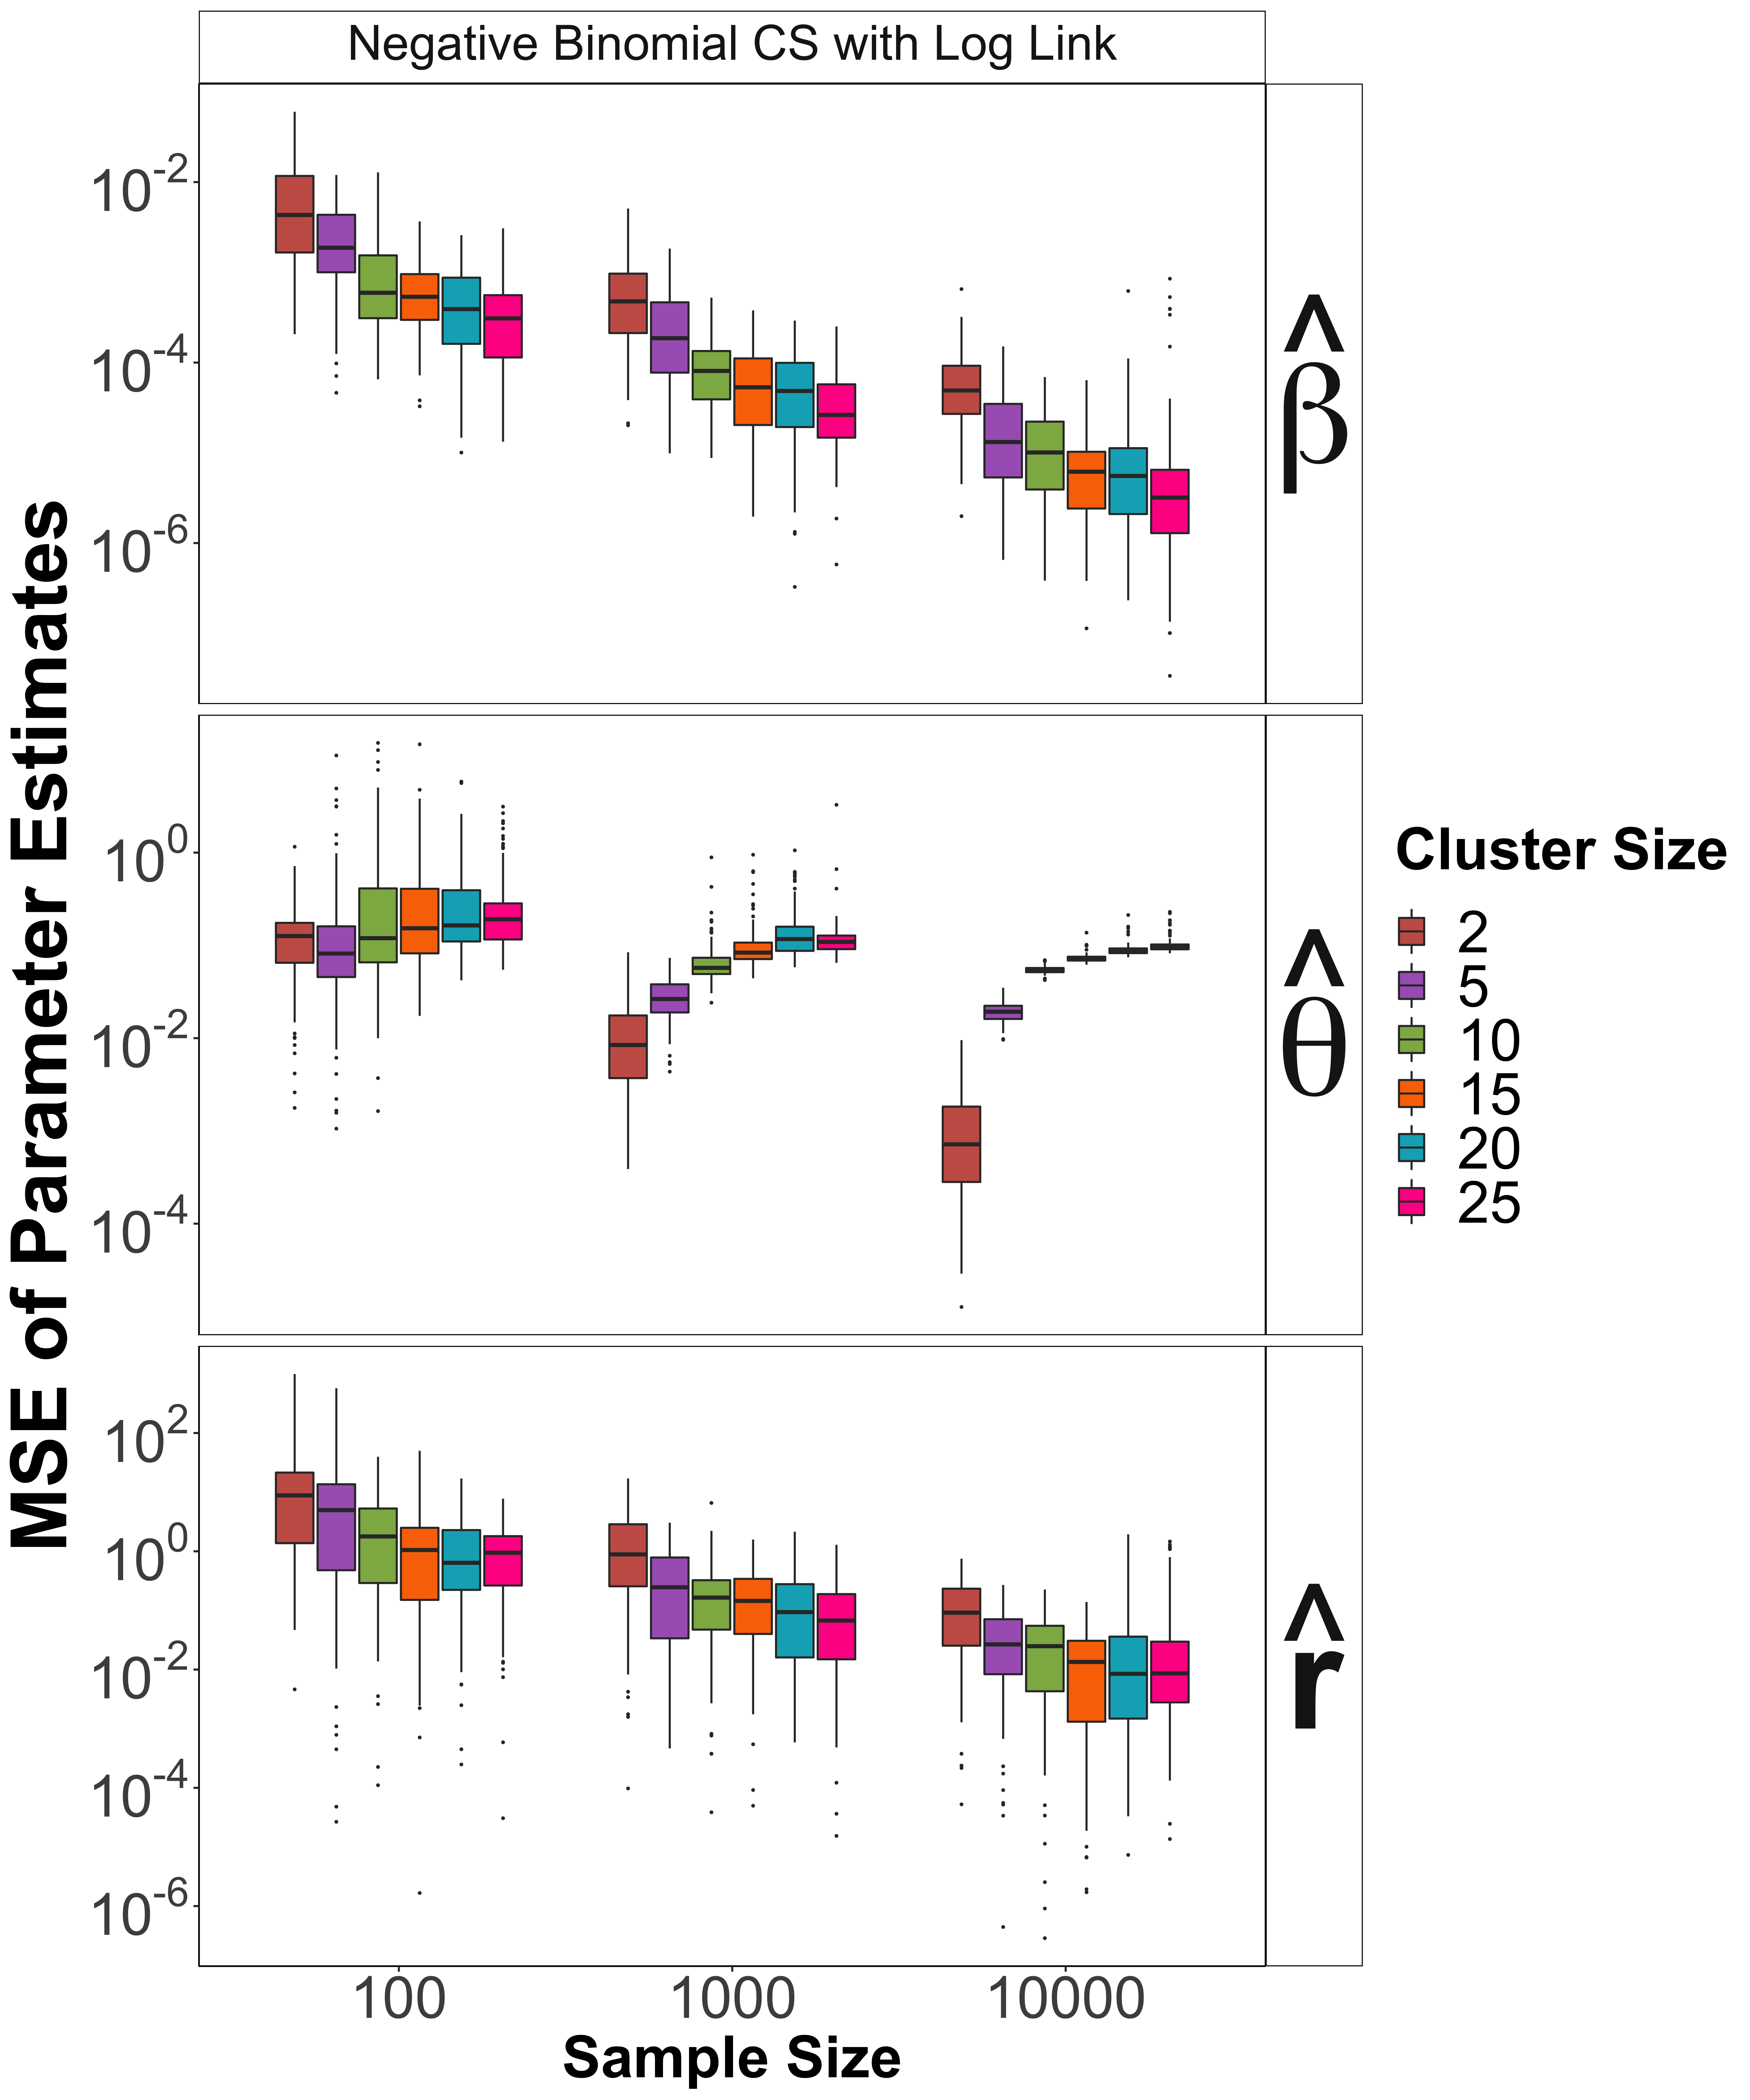 Negative Binomial CS with Log Link
MSE of Parameter Estimates
10^-2
10^-4
10^-6
β̂
10^0
10^-2
10^-4
θ̂
10^2
10^0
10^-2
10^-4
10^-6
r̂
100 1000 10000
Sample Size
Cluster Size
2
5
10
15
20
25